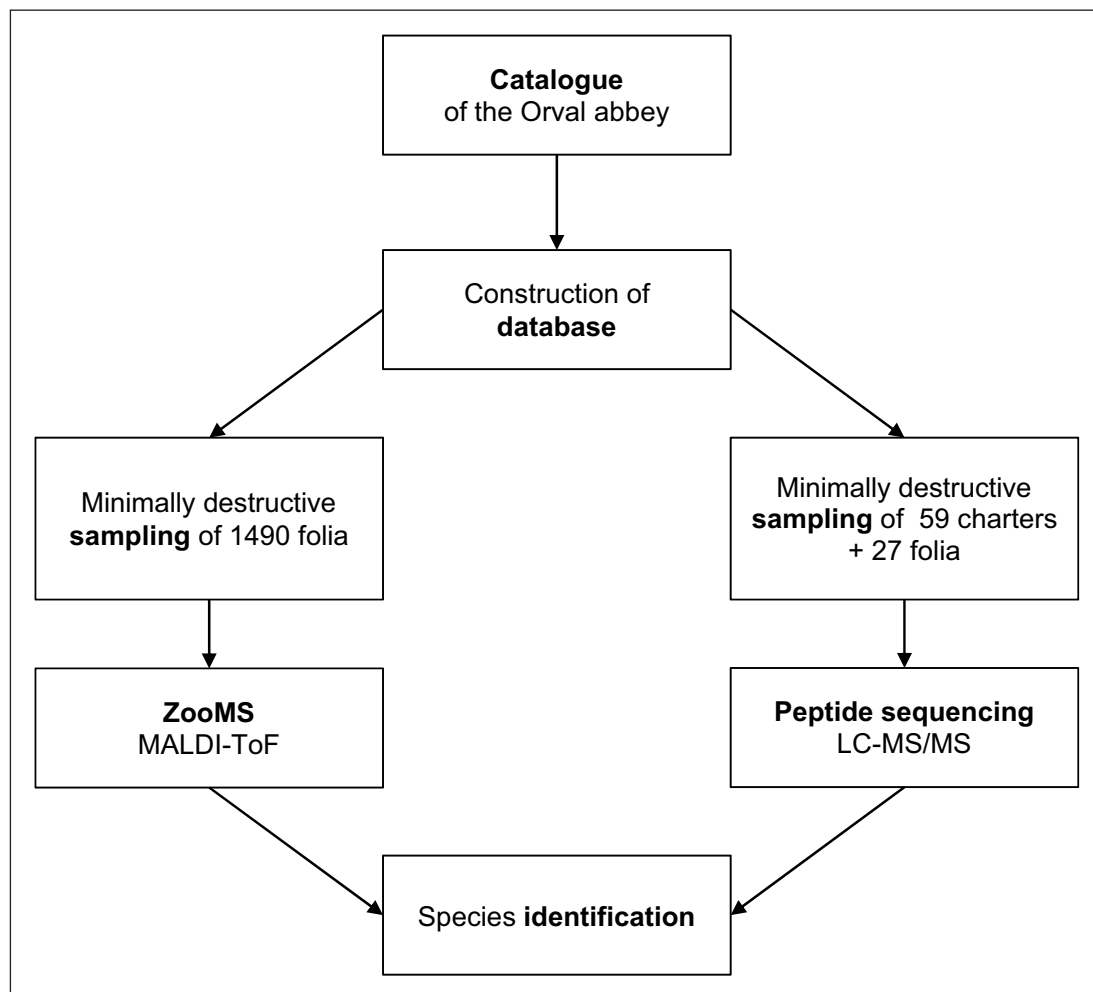 Catalogue
of the Orval abbey
Construction of
database
Minimally destructive
sampling of 1490 folia
Minimally destructive
sampling of 59 charters
+ 27 folia
ZooMS
MALDI-ToF
Peptide sequencing
LC-MS/MS
Species identification